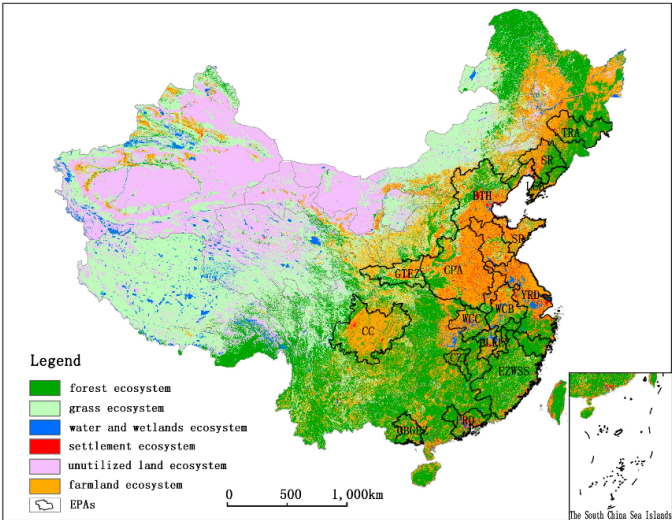 TRA
SR
BTH
SP
GTEZ
CPA
YRD
WCB
WCC
CC
EZWSS
Legend
forest ecosystem
grass ecosystem
water and wetlands ecosystem
settlement ecosystem
unutilized land ecosystem
farmland ecosystem
EPAs
0 500 1,000km
The South China Sea Islands